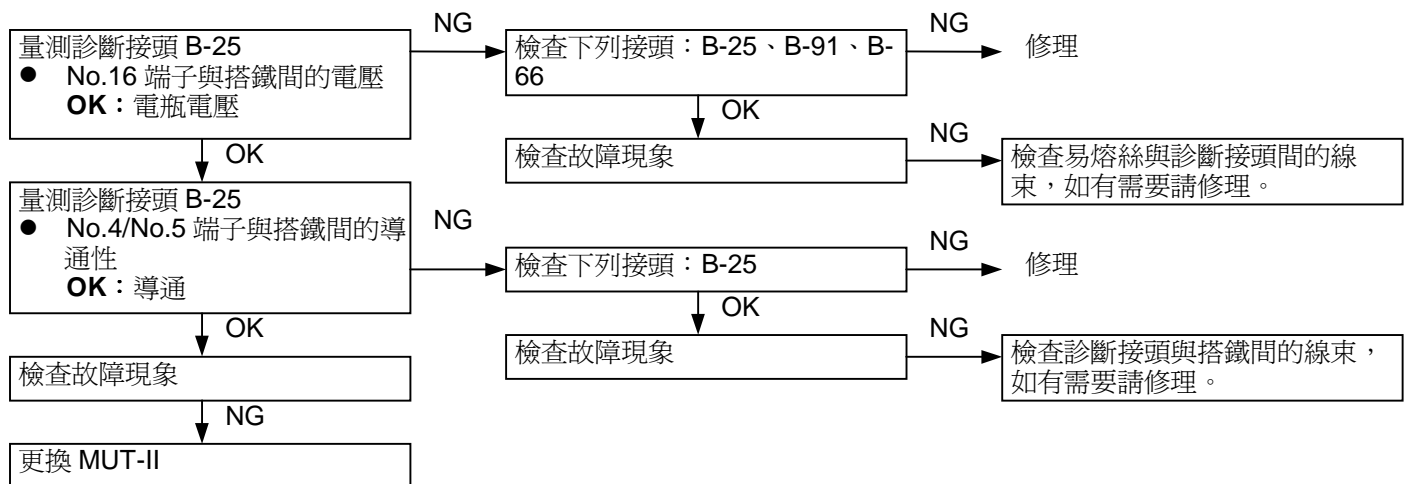 量測診斷接頭 B-25
● No.16 端子與搭鐵間的電壓
OK：電瓶電壓
NG
檢查下列接頭：B-25、B-91、B-
66
NG
修理
OK
檢查故障現象
NG
檢查易熔絲與診斷接頭間的線
束，如有需要請修理。
OK
量測診斷接頭 B-25
● No.4/No.5 端子與搭鐵間的導
通性
OK：導通
NG
檢查下列接頭：B-25
NG
修理
OK
檢查故障現象
NG
檢查診斷接頭與搭鐵間的線束，
如有需要請修理。
OK
檢查故障現象
NG
更換 MUT-II